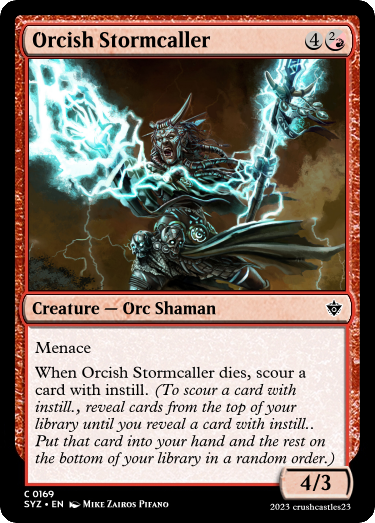 Orcish Stormcaller 4 2
Creature — Orc Shaman
Menace
When Orcish Stormcaller dies, scour a
card with instill. (To scour a card with
instill., reveal cards from the top of your
library until you reveal a card with instill..
Put that card into your hand and the rest on
the bottom of your library in a random order.)
4/3
C 0169
SYZ • EN Mike Zairos Pifano
2023 crushcastles23